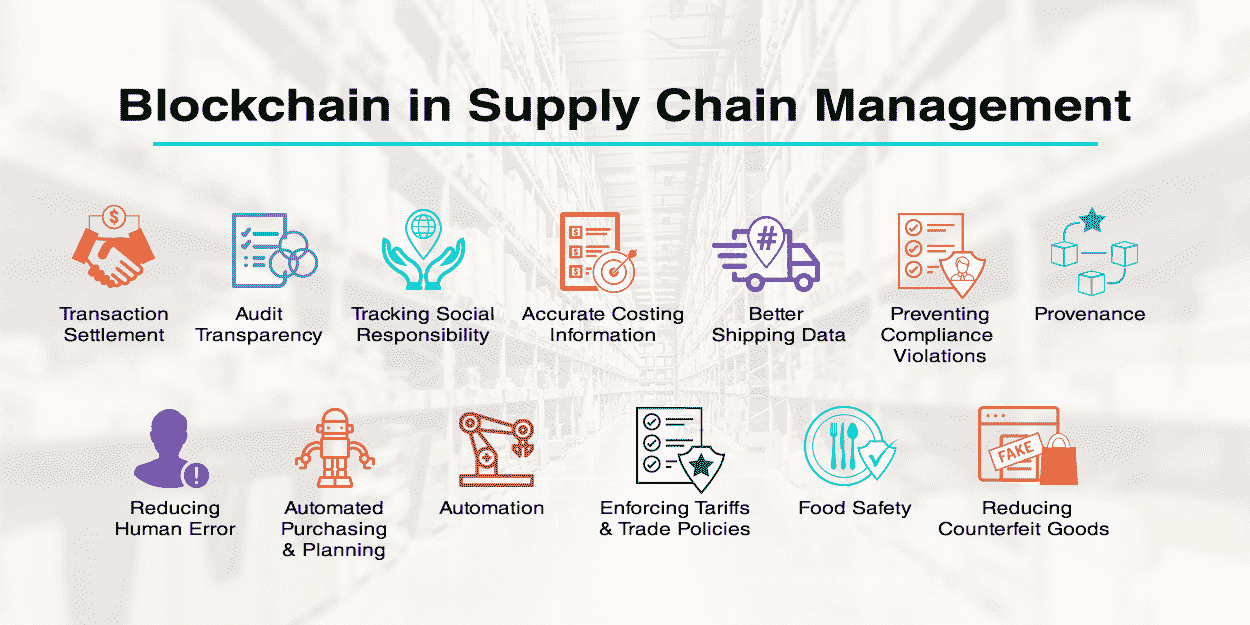 Blockchain in Supply Chain Management
$
Transaction
Settlement
Audit
Transparency
Tracking Social
Responsibility
$
$
$
Accurate Costing
Information
#
Better
Shipping Data
Preventing
Compliance
Violations
Provenance
!
Reducing
Human Error
Automated
Purchasing
& Planning
Automation
Enforcing Tariffs
& Trade Policies
Food Safety
FAKE
Reducing
Counterfeit Goods